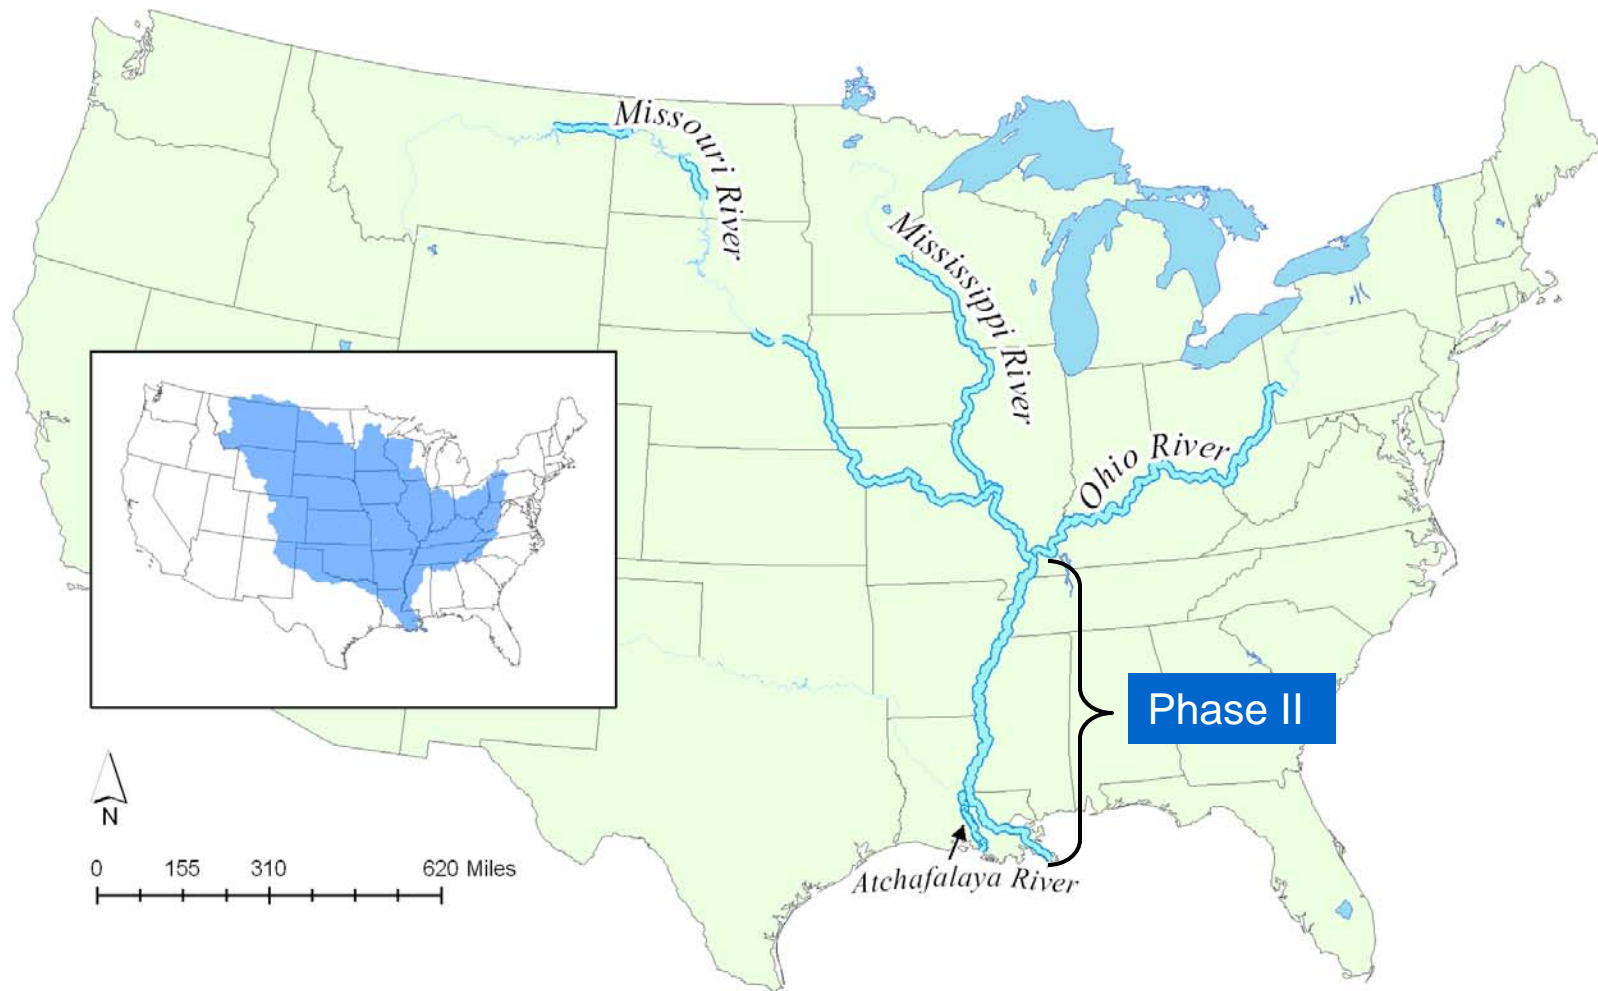 Missouri River
Mississippi River
Ohio River
Phase II
Atchafalaya River
N
0 155 310 620 Miles